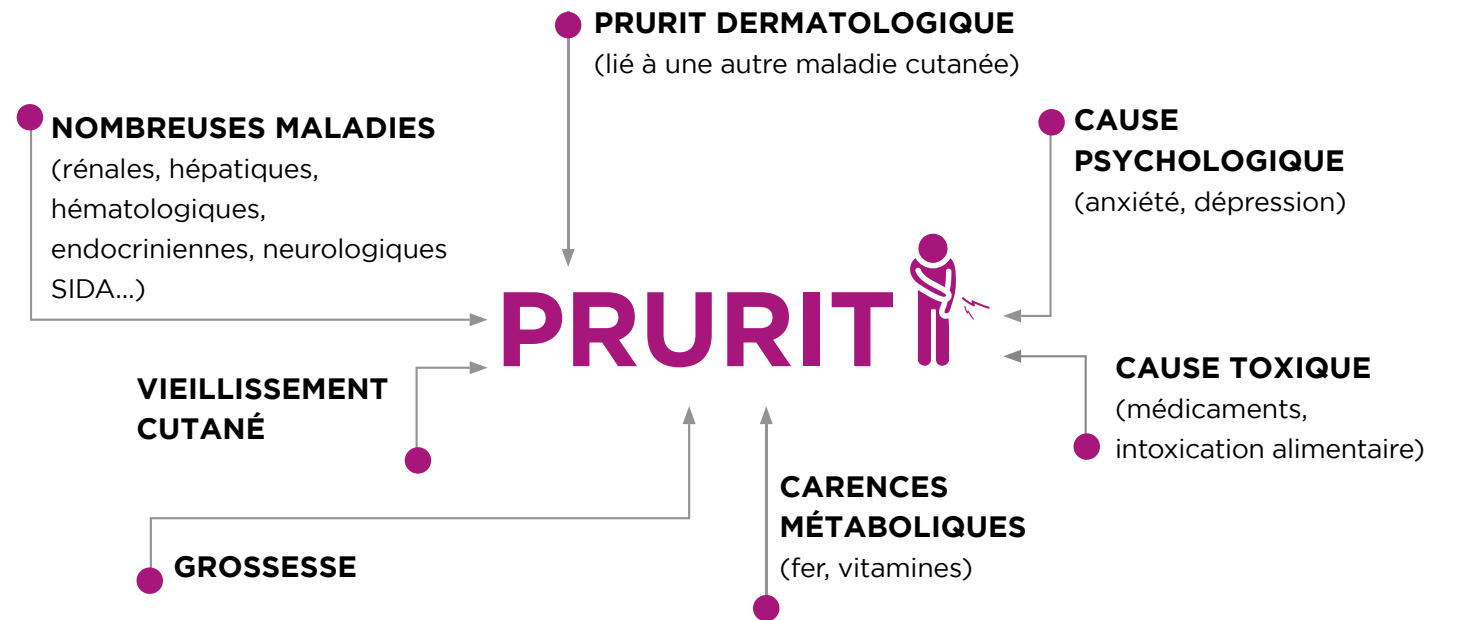 PRURIT DERMATOLOGIQUE
(lié à une autre maladie cutanée)
NOMBREUSES MALADIES
(rénales, hépatiques,
hématologiques,
endocriniennes, neurologiques
SIDA...)
CAUSE
PSYCHOLOGIQUE
(anxiété, dépression)
PRURIT
VIEILLISSEMENT
CUTANÉ
CAUSE TOXIQUE
(médicaments,
intoxication alimentaire)
CARENCES
MÉTABOLIQUES
(fer, vitamines)
GROSSESSE